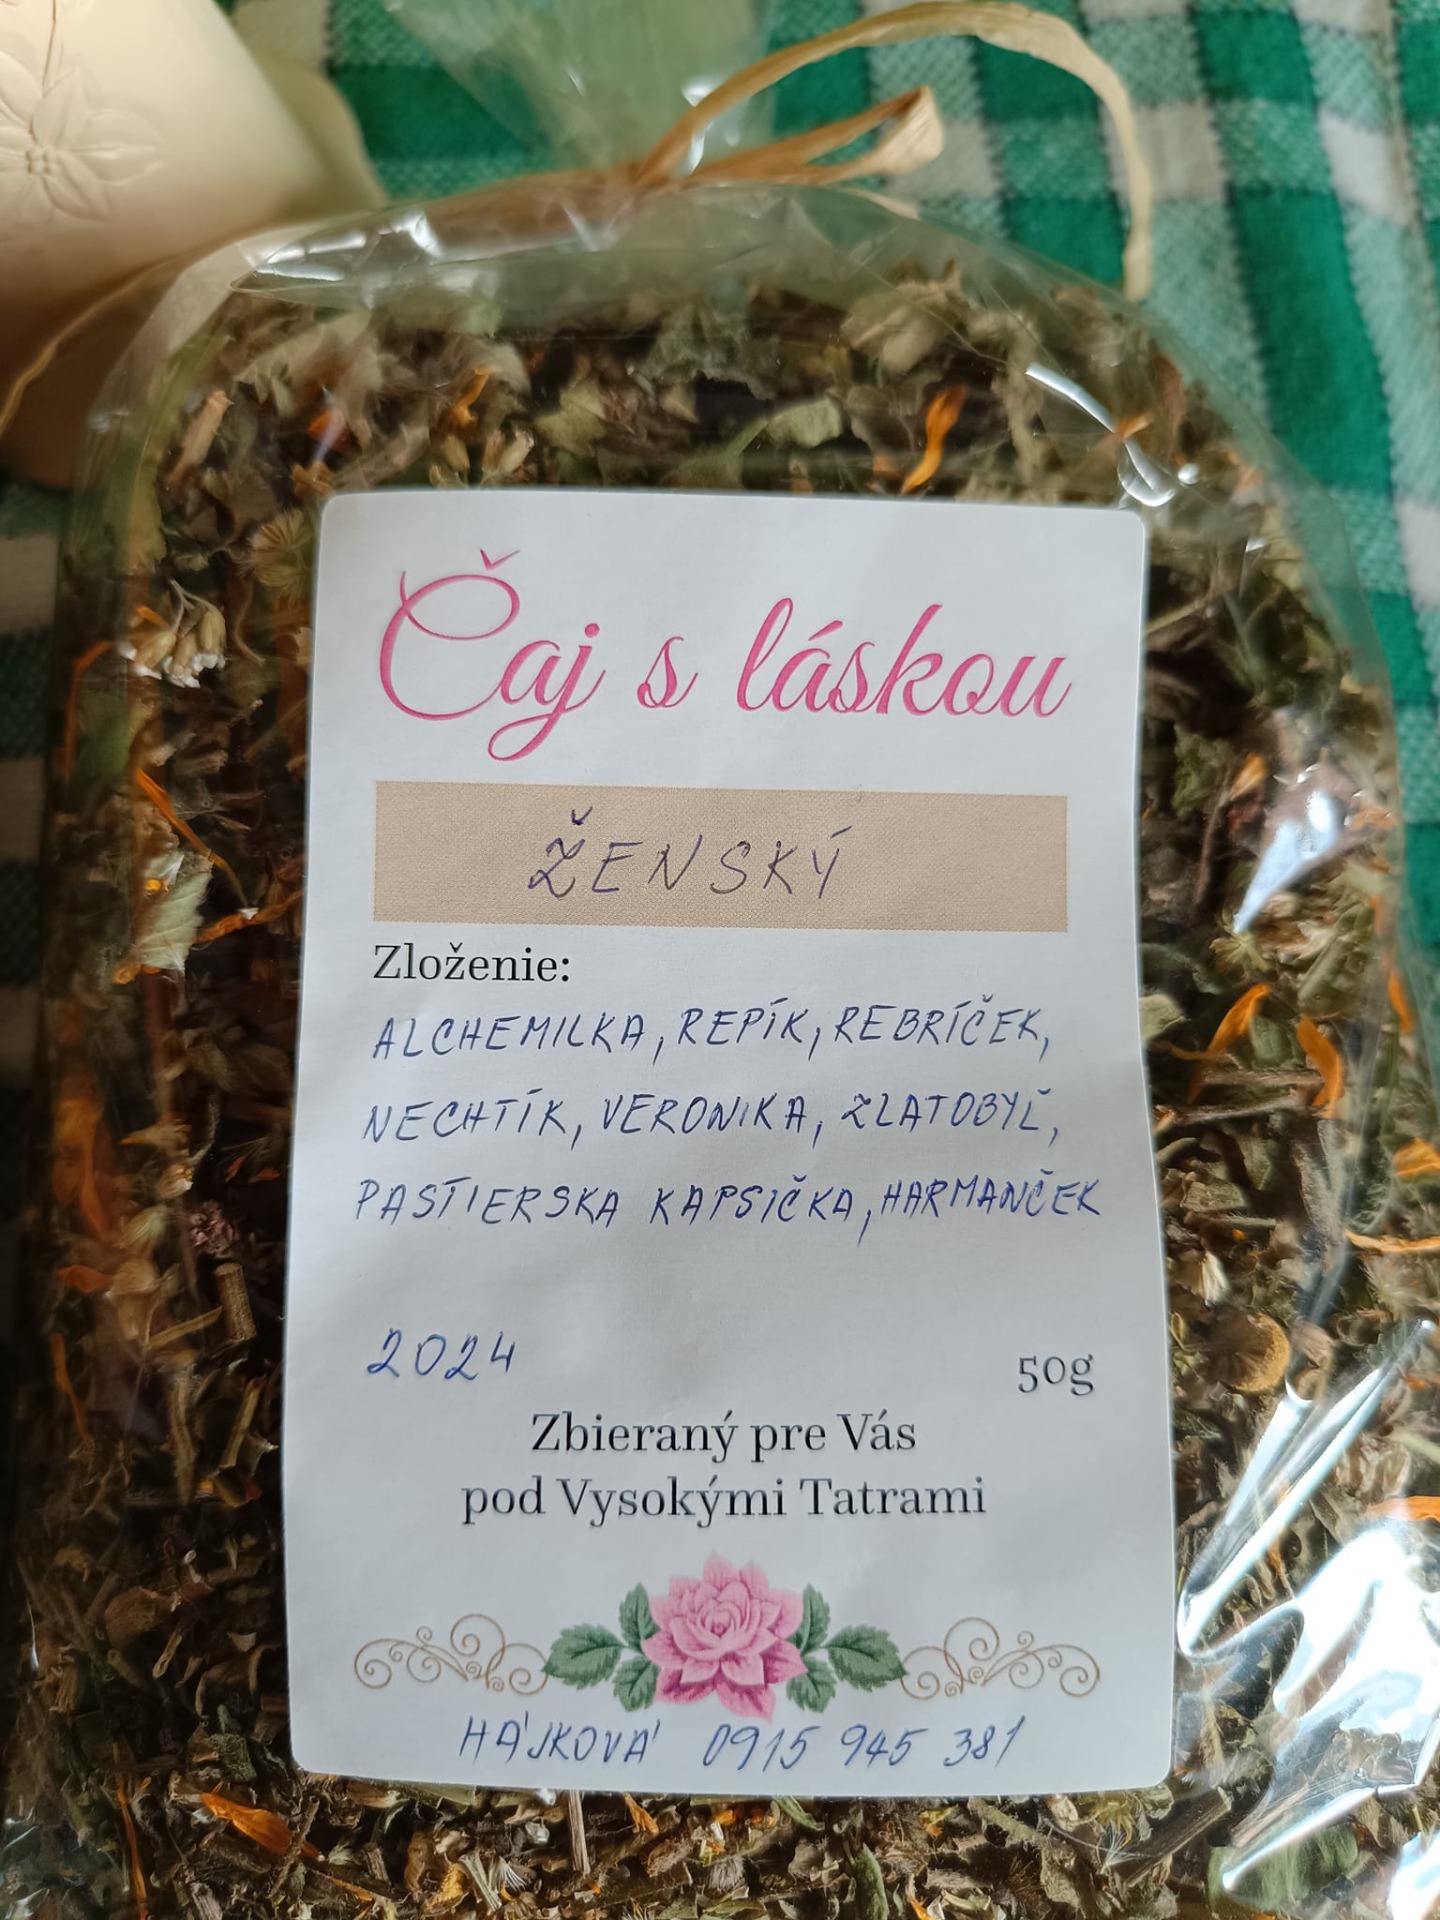 Čaj s láskou
ŽENSKÝ
Zloženie:
ALCHEMILKA, REPÍK, REBRÍČEK,
NECHTÍK, VERONIKA, ZLATOBYĽ,
PASTIERSKA KAPSIČKA, HARMANČEK
2024 50g
Zbieraný pre Vás
pod Vysokými Tatrami
HÁJKOVÁ 0915 945 381